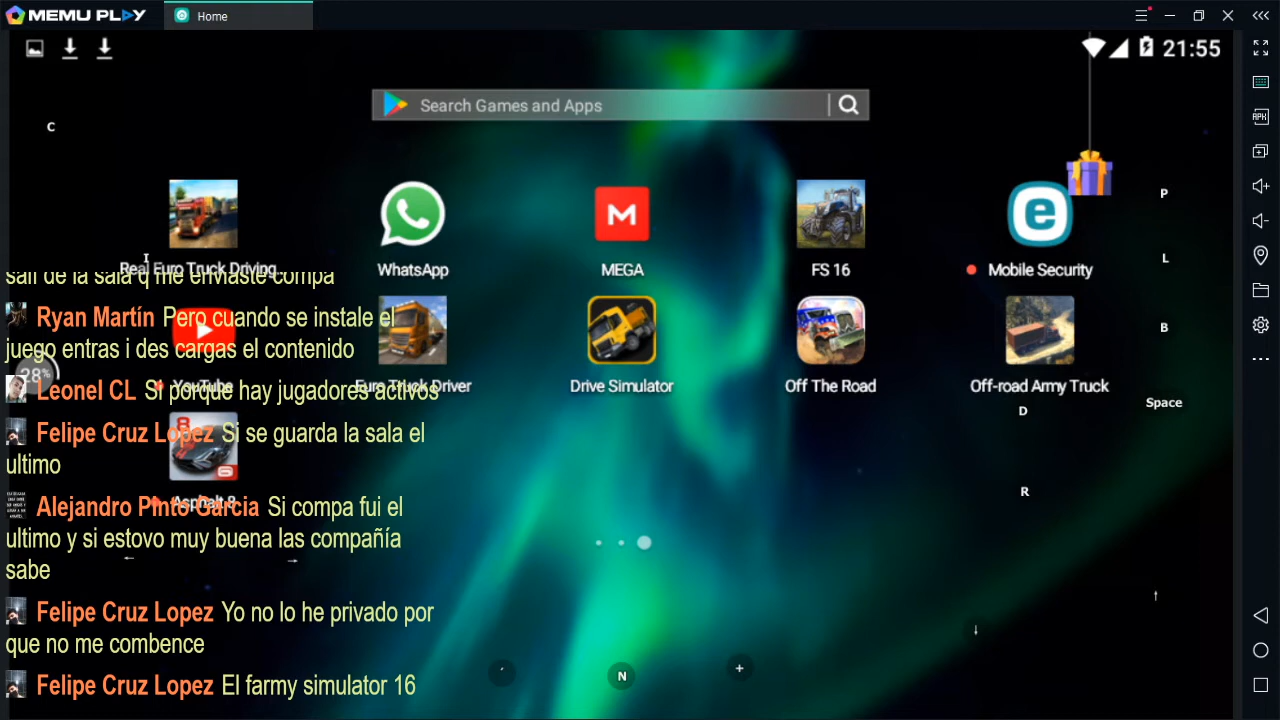 MEMU PLAY
Home
21:55
Search Games and Apps
C
P
Real Euro Truck Driving
WhatsApp
MEGA
FS 16
Mobile Security
L
B
sali de la sala q me enviaste compa
Ryan Martín Pero cuando se instale el
juego entras i des cargas el contenido
28%
YouTube
Euro Truck Driver
Drive Simulator
Off The Road
Off-road Army Truck
Leonel CL Si porque hay jugadores activos
Space
D
Felipe Cruz Lopez Si se guarda la sala el
ultimo
8
R
Asphalt 8
Alejandro Pinto Garcia Si compa fui el
ultimo y si estovo muy buena las compañía
sabe
Felipe Cruz Lopez Yo no lo he privado por
que no me combence
N
+
Felipe Cruz Lopez El farmy simulator 16
APK